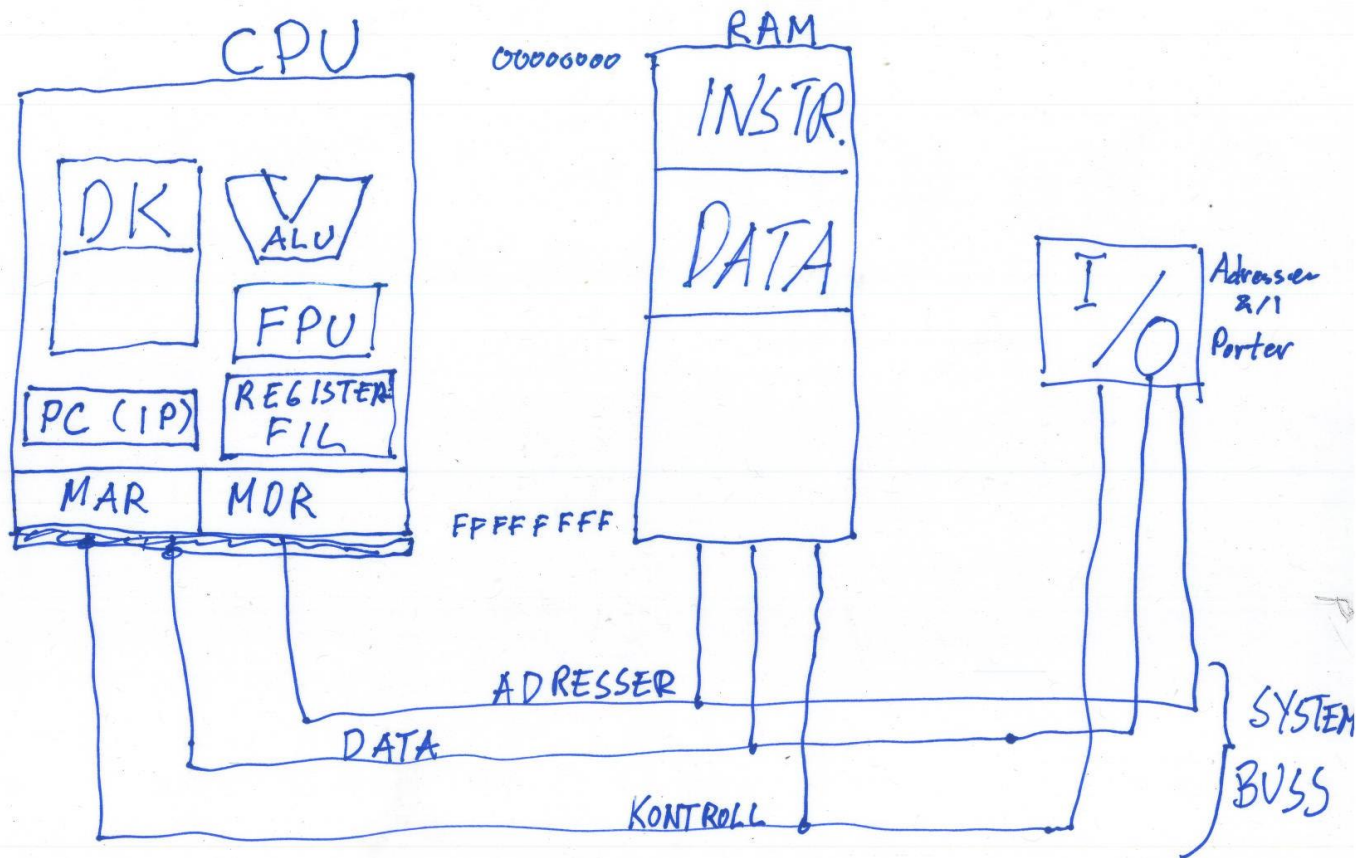 CPU
DK
ALU
FPU
PC (IP)
REGISTER
FIL
MAR
MDR
RAM
00000000
INSTR.
DATA
FFFFFFFF
I/O
Adresser
&/1
Porter
ADRESSER
DATA
KONTROLL
SYSTEM
BUSS